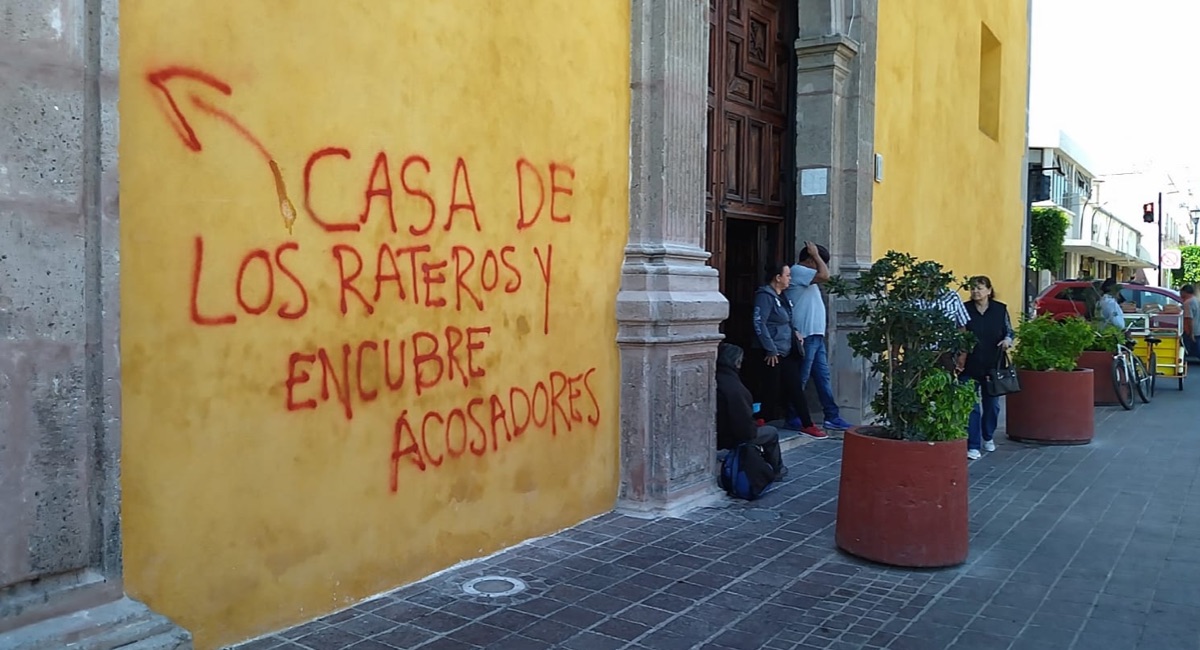 CASA DE
LOS RATEROS Y
ENCUBRE
ACOSADORES